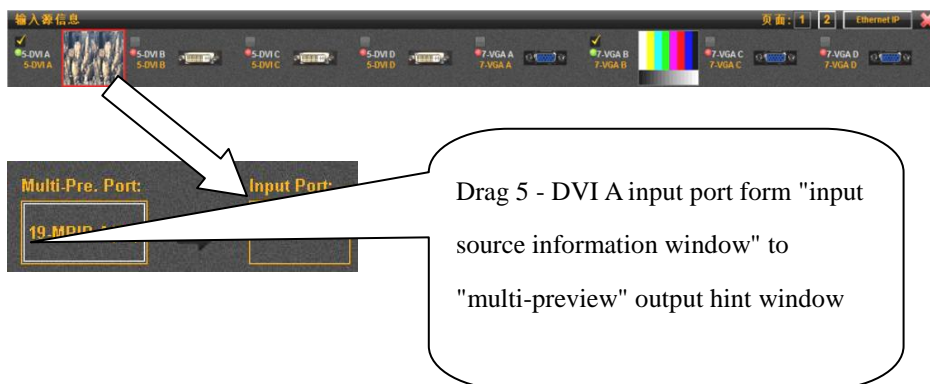 输入源信息 页面: 1 2 Ethernet IP
5-DVI A 5-DVI B 5-DVI C 5-DVI D 7-VGA A 7-VGA B 7-VGA C 7-VGA D
5-DVI A 5-DVI B 5-DVI C 5-DVI D 7-VGA A 7-VGA B 7-VGA C 7-VGA D
Multi-Pre. Port: Input Port:
Drag 5 - DVI A input port form "input
source information window" to
"multi-preview" output hint window